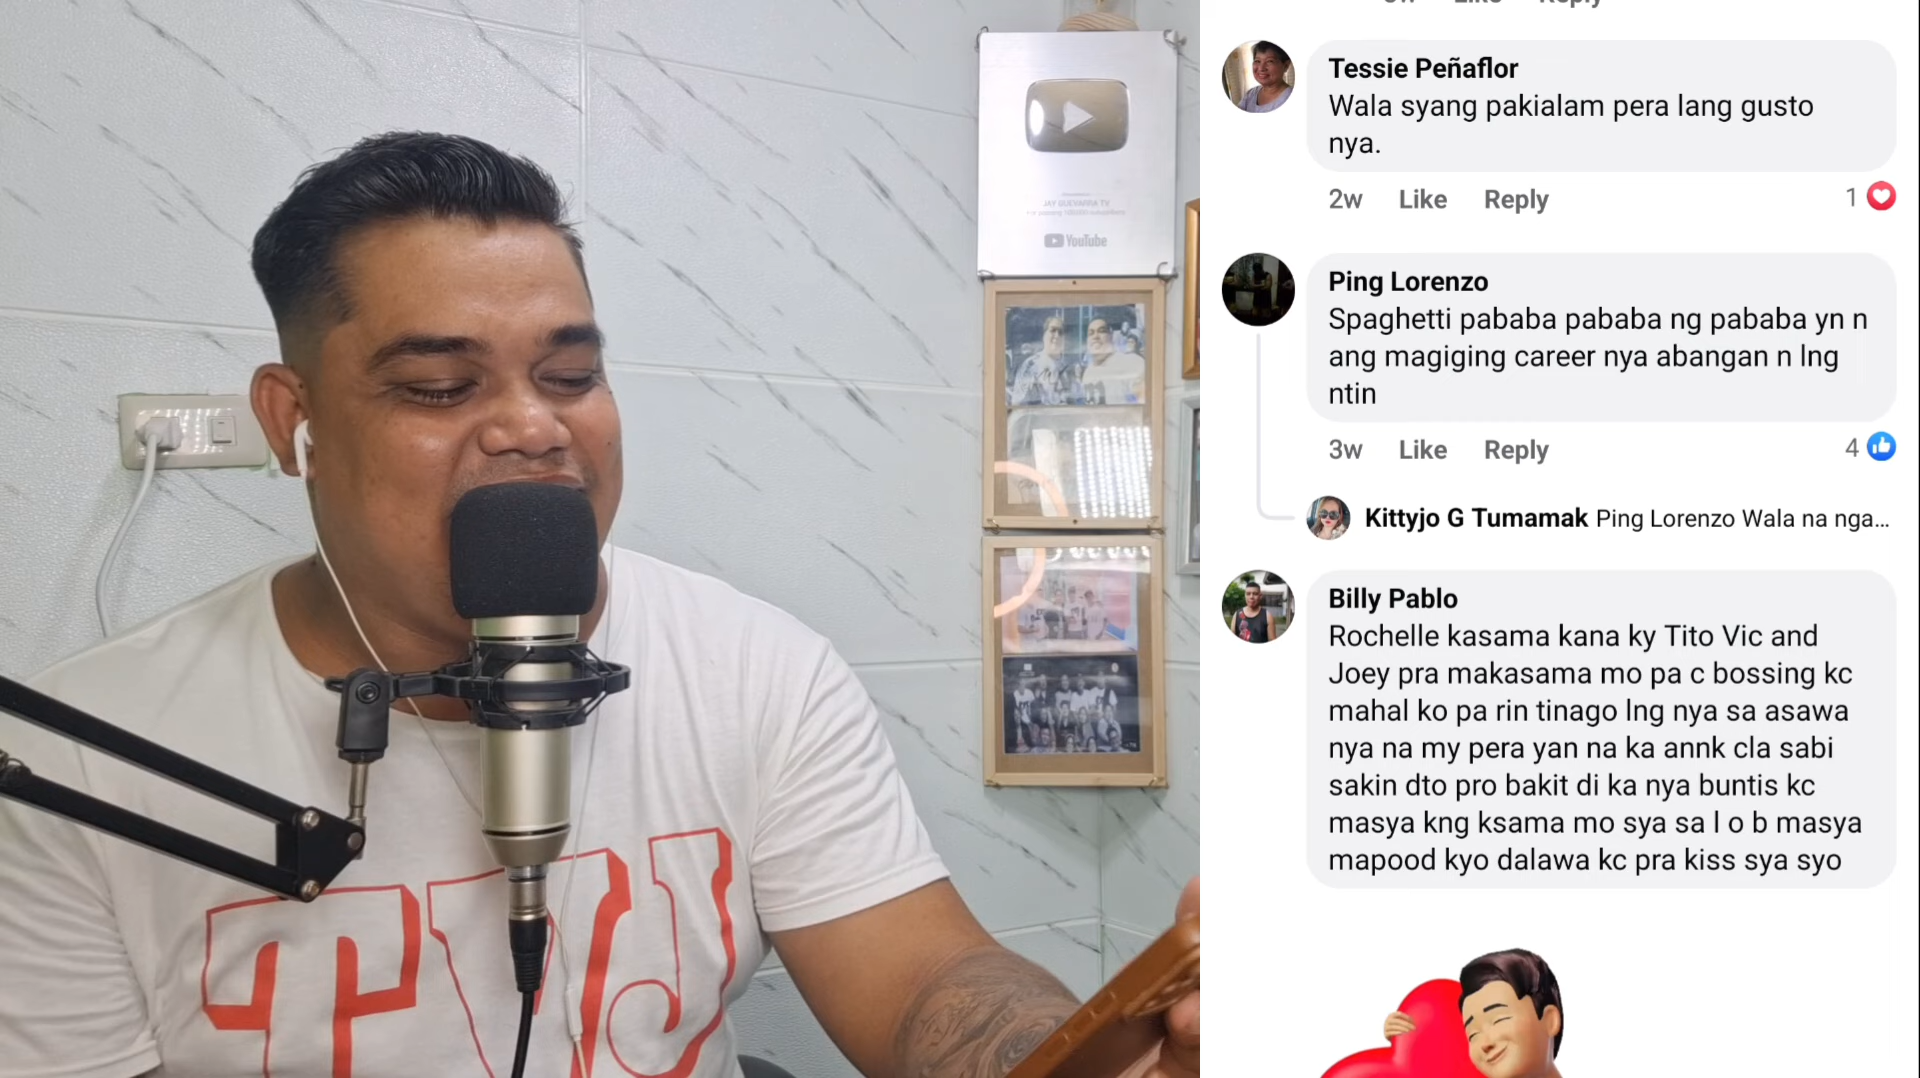 JAY GUEVARRA TV
YouTube
TVJ
Like Reply
Tessie Peñaflor
Wala syang pakialam pera lang gusto
nya.
2w Like Reply 1
Ping Lorenzo
Spaghetti pababa pababa ng pababa yn n
ang magiging career nya abangan n lng
ntin
3w Like Reply 4
Kittyjo G Tumamak Ping Lorenzo Wala na nga...
Billy Pablo
Rochelle kasama kana ky Tito Vic and
Joey pra makasama mo pa c bossing kc
mahal ko pa rin tinago lng nya sa asawa
nya na my pera yan na ka annk cla sabi
sakin dto pro bakit di ka nya buntis kc
masya kng ksama mo sya sa l o b masya
mapood kyo dalawa kc pra kiss sya syo